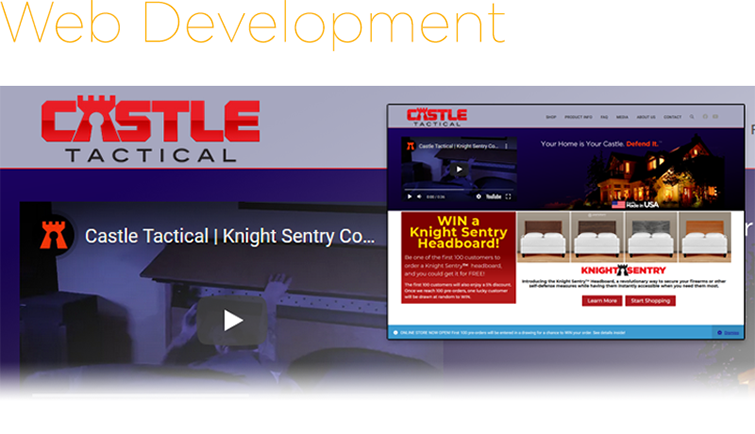 Web Development
CASTLE
TACTICAL
Castle Tactical | Knight Sentry Co…
CASTLE
TACTICAL
SHOP PRODUCT INFO FAQ MEDIA ABOUT US CONTACT
Castle Tactical | Knight Sentry Co...
YouTube
Your Home is Your Castle. Defend it.™
Made in USA
WIN a
Knight Sentry
Headboard!
Be one of the first 100 customers to
order a Knight Sentry™ headboard,
and you could get it for FREE!
The first 100 customers will also enjoy a 5% discount.
Once we reach 100 pre-orders, one lucky customer
will be drawn at random to WIN.
KNIGHT SENTRY
Introducing the Knight Sentry™ Headboard, a revolutionary way to secure your firearms or other
self-defense measures while having them instantly accessible when you need them most.
Learn More
Start Shopping
ONLINE STORE NOW OPEN! First 100 pre-orders will be entered in a drawing for a chance to WIN your order. See details inside!
Dismiss